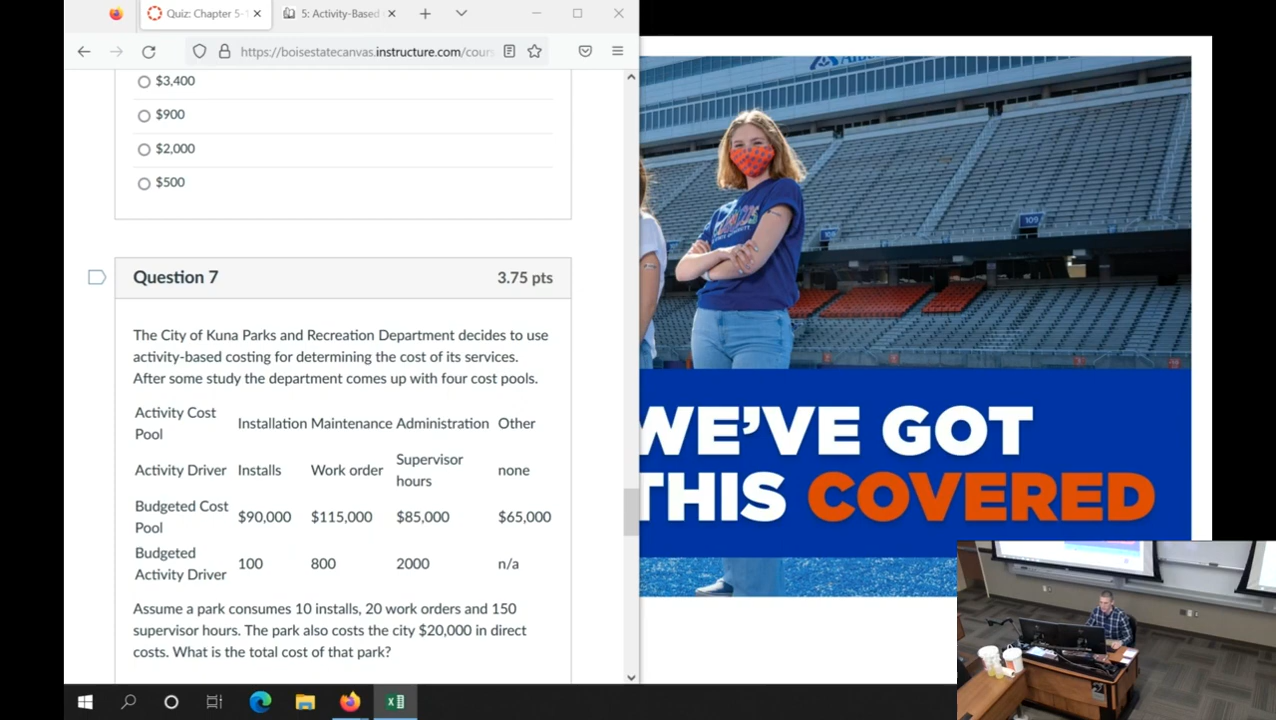 Quiz: Chapter 5-
5: Activity-Based
https://boisestatecanvas.instructure.com/cour
$3,400
$900
$2,000
$500
Question 7
3.75 pts
The City of Kuna Parks and Recreation Department decides to use
activity-based costing for determining the cost of its services.
After some study the department comes up with four cost pools.
Activity Cost
Pool
Installation Maintenance Administration Other
Activity Driver Installs Work order Supervisor
hours
none
Budgeted Cost
Pool
$90,000 $115,000 $85,000 $65,000
Budgeted
Activity Driver
100 800 2000 n/a
Assume a park consumes 10 installs, 20 work orders and 150
supervisor hours. The park also costs the city $20,000 in direct
costs. What is the total cost of that park?
109
108
WE'VE GOT
THIS COVERED